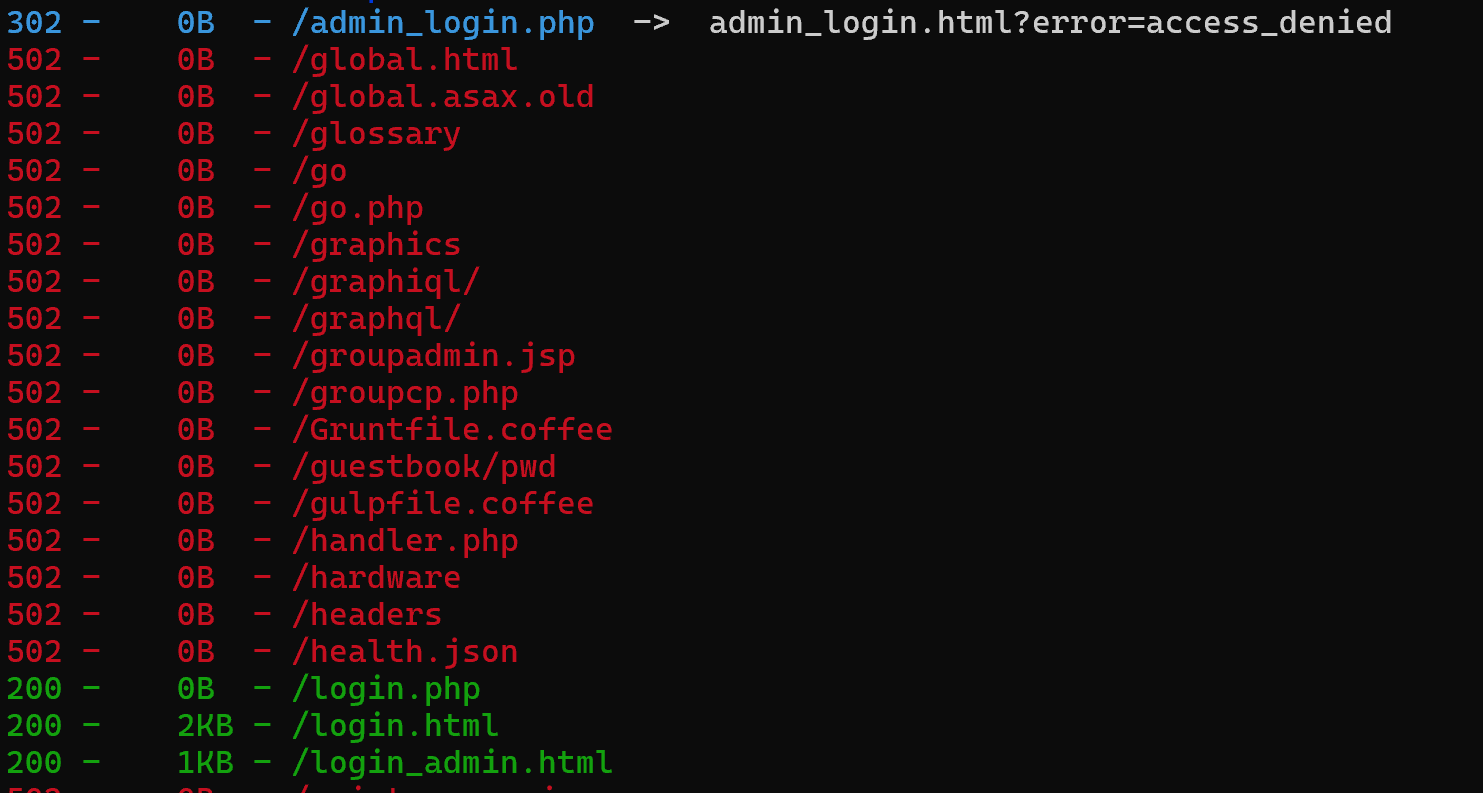 302 - 0B - /admin_login.php -> admin_login.html?error=access_denied
502 - 0B - /global.html
502 - 0B - /global.asax.old
502 - 0B - /glossary
502 - 0B - /go
502 - 0B - /go.php
502 - 0B - /graphics
502 - 0B - /graphiql/
502 - 0B - /graphql/
502 - 0B - /groupadmin.jsp
502 - 0B - /groupcp.php
502 - 0B - /Gruntfile.coffee
502 - 0B - /guestbook/pwd
502 - 0B - /gulpfile.coffee
502 - 0B - /handler.php
502 - 0B - /hardware
502 - 0B - /headers
502 - 0B - /health.json
200 - 0B - /login.php
200 - 2KB - /login.html
200 - 1KB - /login_admin.html